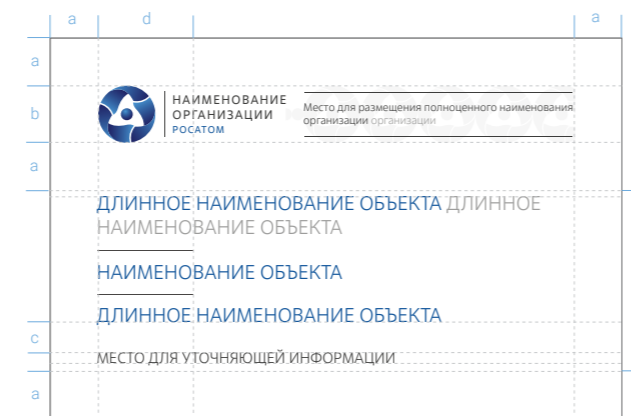 a
d
a
a
b
a
НАИМЕНОВАНИЕ
ОРГАНИЗАЦИИ
РОСАТОМ
Место для размещения полноценного наименования
организации организации
ДЛИННОЕ НАИМЕНОВАНИЕ ОБЪЕКТА ДЛИННОЕ
НАИМЕНОВАНИЕ ОБЪЕКТА
НАИМЕНОВАНИЕ ОБЪЕКТА
ДЛИННОЕ НАИМЕНОВАНИЕ ОБЪЕКТА
c
МЕСТО ДЛЯ УТОЧНЯЮЩЕЙ ИНФОРМАЦИИ
a